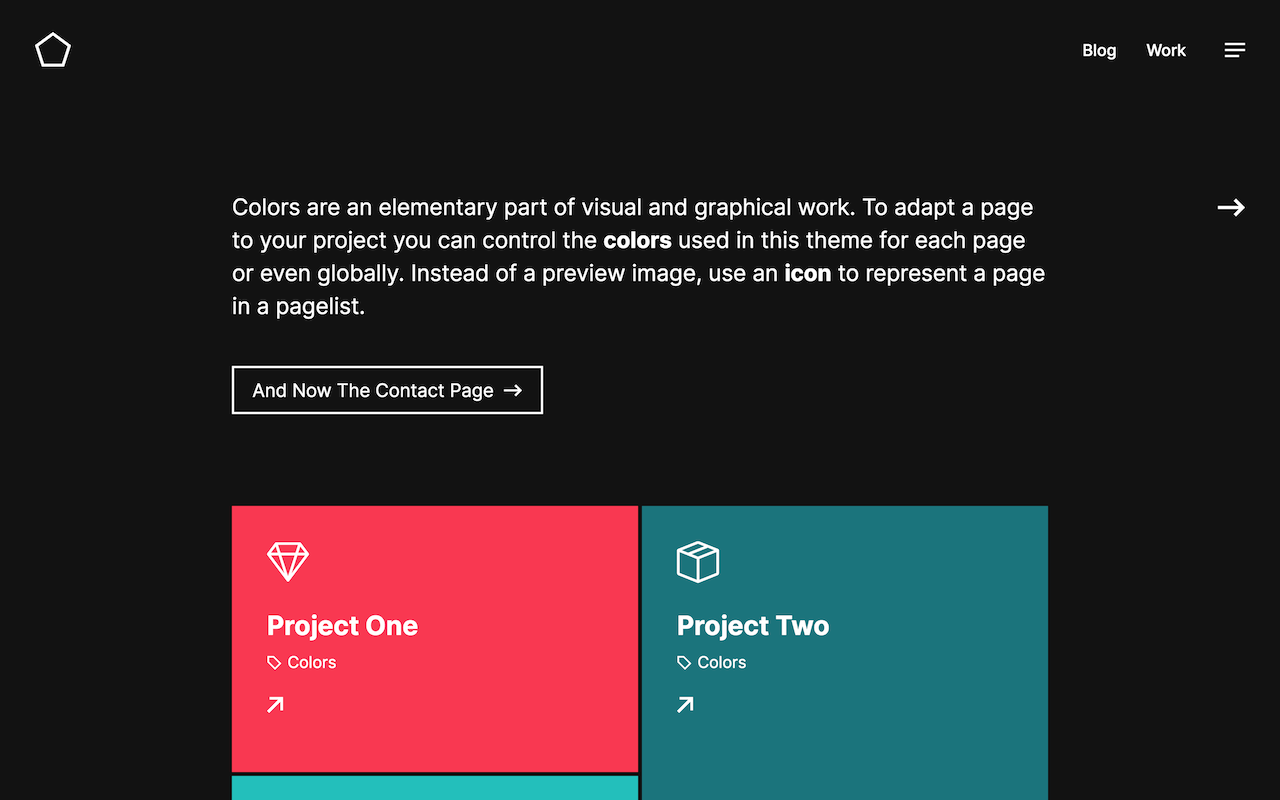 Blog
Work
Colors are an elementary part of visual and graphical work. To adapt a page
to your project you can control the colors used in this theme for each page
or even globally. Instead of a preview image, use an icon to represent a page
in a pagelist.
And Now The Contact Page
Project One
Colors
Project Two
Colors